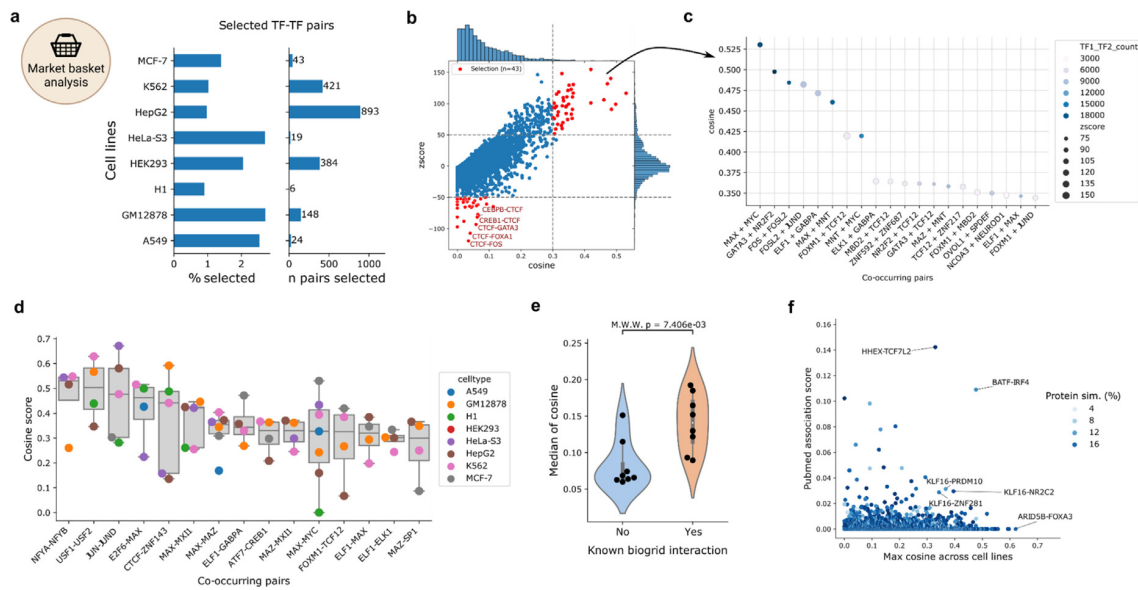 a
Market basket
analysis
Selected TF-TF pairs
Cell lines
MCF-7
K562
HepG2
HeLa-S3
HEK293
H1
GM12878
A549
43
421
893
19
384
6
148
24
0 1 2
0 500 1000
% selected
n pairs selected
b
Selection (n=43)
zscore
150
100
50
0
−50
−100
CEBPB-CTCF
CREB1-CTCF
CTCF-GATA3
CTCF-FOXA1
CTCF-FOS
0.0 0.1 0.2 0.3 0.4 0.5 0.6
cosine
c
cosine
0.525
0.500
0.475
0.450
0.425
0.400
0.375
0.350
MAX + MYC
GATA3 + NR2F2
FOS + FOSL2
FOSL2 + JUND
ELF1 + GABPA
MAX + MNT
FOXM1 + TCF12
MNT + MYC
ELK1 + GABPA
MBD2 + TCF12
ZNF592 + ZNF687
NR2F2 + TCF12
GATA3 + TCF12
MAZ + MNT
TCF12 + ZNF217
FOXM1 + MBD2
OVOL1 + SPDEF
NCOA3 + NEUROD1
ELF1 + MAX
FOXM1 + JUND
Co-occurring pairs
TF1_TF2_count
3000
6000
9000
12000
15000
18000
zscore
75
90
105
120
135
150
d
Cosine score
0.7
0.6
0.5
0.4
0.3
0.2
0.1
0.0
NFYA-NFYB
USF1-USF2
JUN-JUND
E2F6-MAX
CTCF-ZNF143
MAX-MXI1
MAX-MAZ
ELF1-GABPA
ATF7-CREB1
MAZ-MXI1
MAX-MYC
FOXM1-TCF12
ELF1-MAX
ELF1-ELK1
MAZ-SP1
Co-occurring pairs
celltype
A549
GM12878
H1
HEK293
HeLa-S3
HepG2
K562
MCF-7
e
M.W.W. p = 7.406e-03
Median of cosine
0.20
0.15
0.10
0.05
No Yes
Known biogrid interaction
f
Pubmed association score
0.16
0.14
0.12
0.10
0.08
0.06
0.04
0.02
0.00
HHEX-TCF7L2
BATF-IRF4
KLF16-PRDM10
KLF16-NR2C2
KLF16-ZNF281
ARID5B-FOXA3
0.0 0.1 0.2 0.3 0.4 0.5 0.6 0.7
Max cosine across cell lines
Protein sim. (%)
4
8
12
16